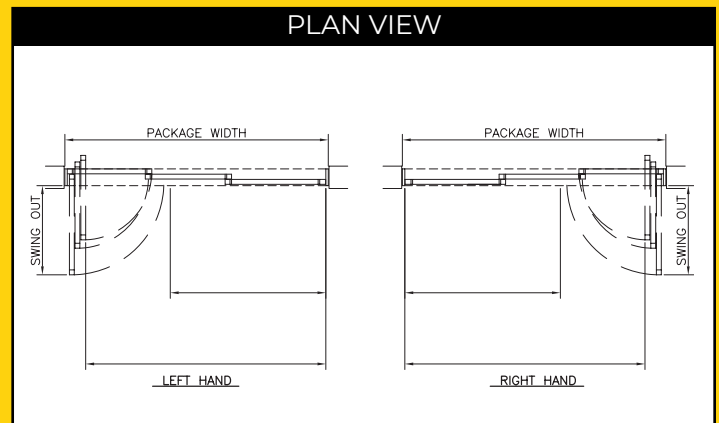 PLAN VIEW
PACKAGE WIDTH
PACKAGE WIDTH
SWING OUT
SWING OUT
LEFT HAND
RIGHT HAND